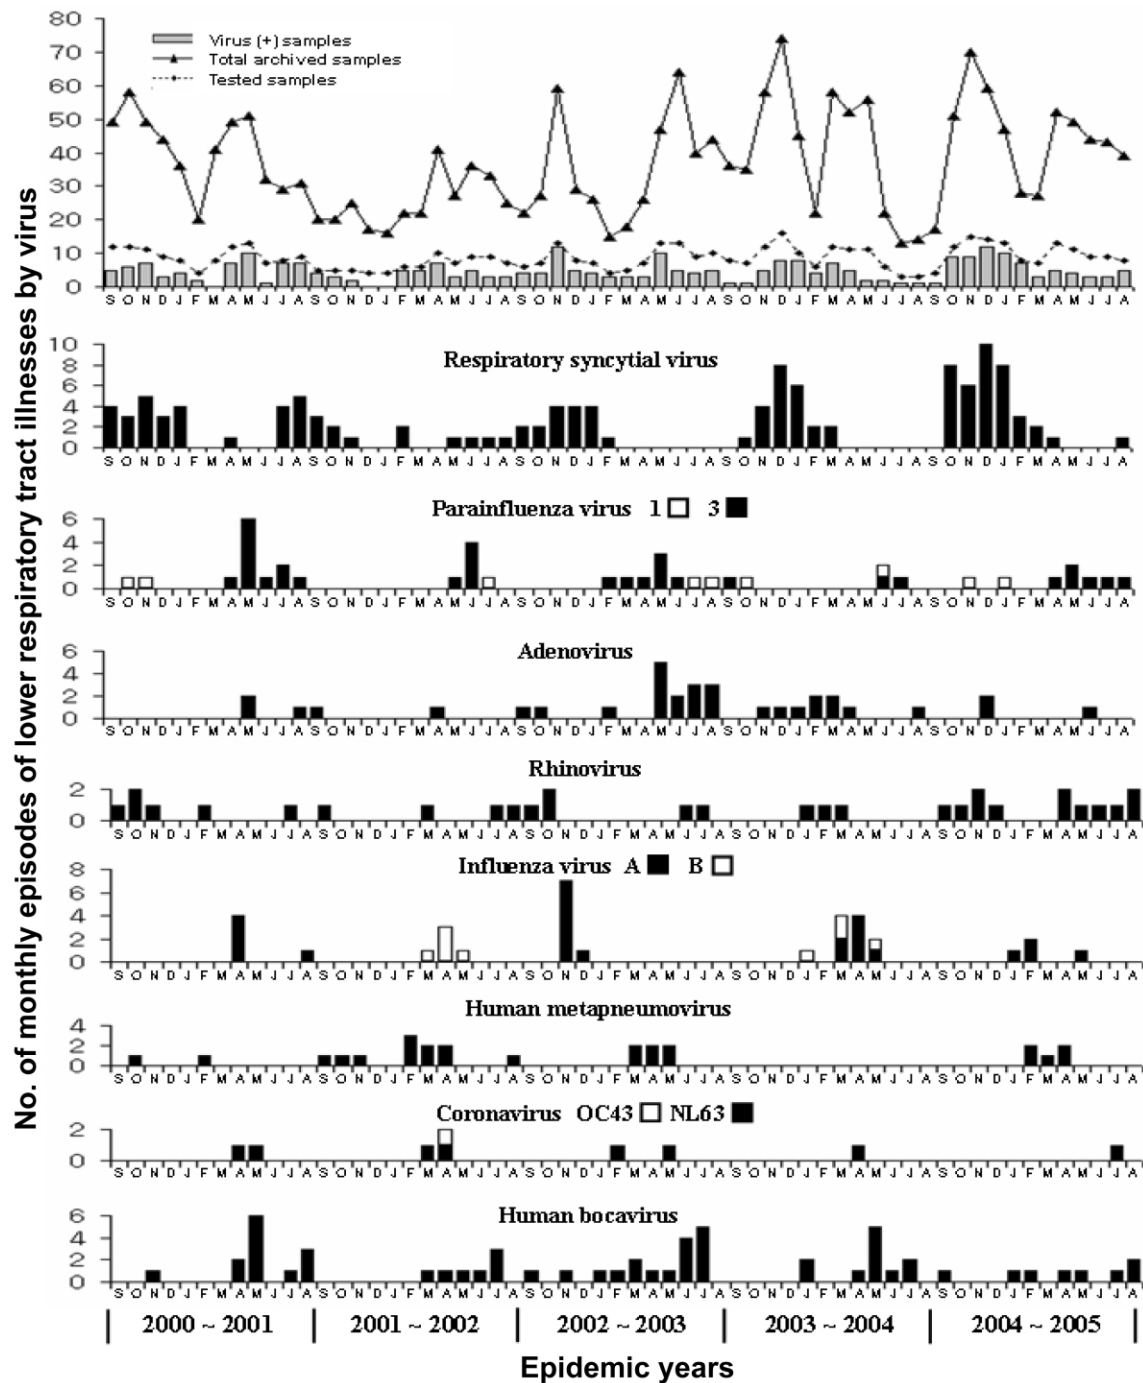 No. of monthly episodes of lower respiratory tract illnesses by virus
80
Virus (+) samples
70
Total archived samples
60
Tested samples
50
40
30
20
10
0
S O N D J F M A M J J A S O N D J F M A M J J A S O N D J F M A M J J A S O N D J F M A M J J A S O N D J F M A M J J A
Respiratory syncytial virus
10
8
6
4
2
0
S O N D J F M A M J J A S O N D J F M A M J J A S O N D J F M A M J J A S O N D J F M A M J J A S O N D J F M A M J J A
Parainfluenza virus 1 3
6
4
2
0
S O N D J F M A M J J A S O N D J F M A M J J A S O N D J F M A M J J A S O N D J F M A M J J A S O N D J F M A M J J A
Adenovirus
6
4
2
0
S O N D J F M A M J J A S O N D J F M A M J J A S O N D J F M A M J J A S O N D J F M A M J J A S O N D J F M A M J J A
Rhinovirus
2
0
S O N D J F M A M J J A S O N D J F M A M J J A S O N D J F M A M J J A S O N D J F M A M J J A S O N D J F M A M J J A
Influenza virus A B
8
6
4
2
0
S O N D J F M A M J J A S O N D J F M A M J J A S O N D J F M A M J J A S O N D J F M A M J J A S O N D J F M A M J J A
Human metapneumovirus
4
2
0
S O N D J F M A M J J A S O N D J F M A M J J A S O N D J F M A M J J A S O N D J F M A M J J A S O N D J F M A M J J A
Coronavirus OC43 NL63
2
0
S O N D J F M A M J J A S O N D J F M A M J J A S O N D J F M A M J J A S O N D J F M A M J J A S O N D J F M A M J J A
Human bocavirus
6
4
2
0
S O N D J F M A M J J A S O N D J F M A M J J A S O N D J F M A M J J A S O N D J F M A M J J A S O N D J F M A M J J A
2000 ~ 2001 2001 ~ 2002 2002 ~ 2003 2003 ~ 2004 2004 ~ 2005
Epidemic years